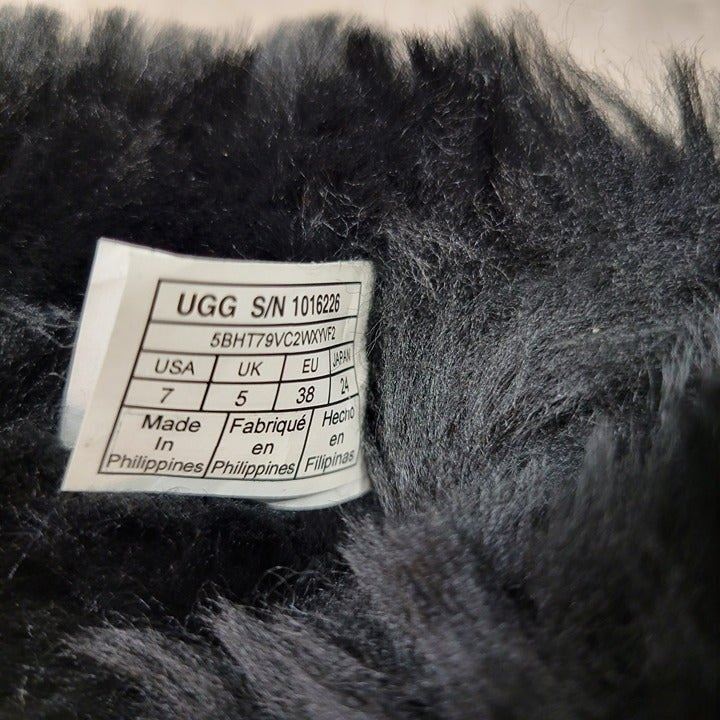 UGG S/N 1016226
5BHT79VC2WXYVF2
USA UK EU JAPAN
7 5 38 24
Made Fabriqué Hecho
In en en
Philippines Philippines Filipinas